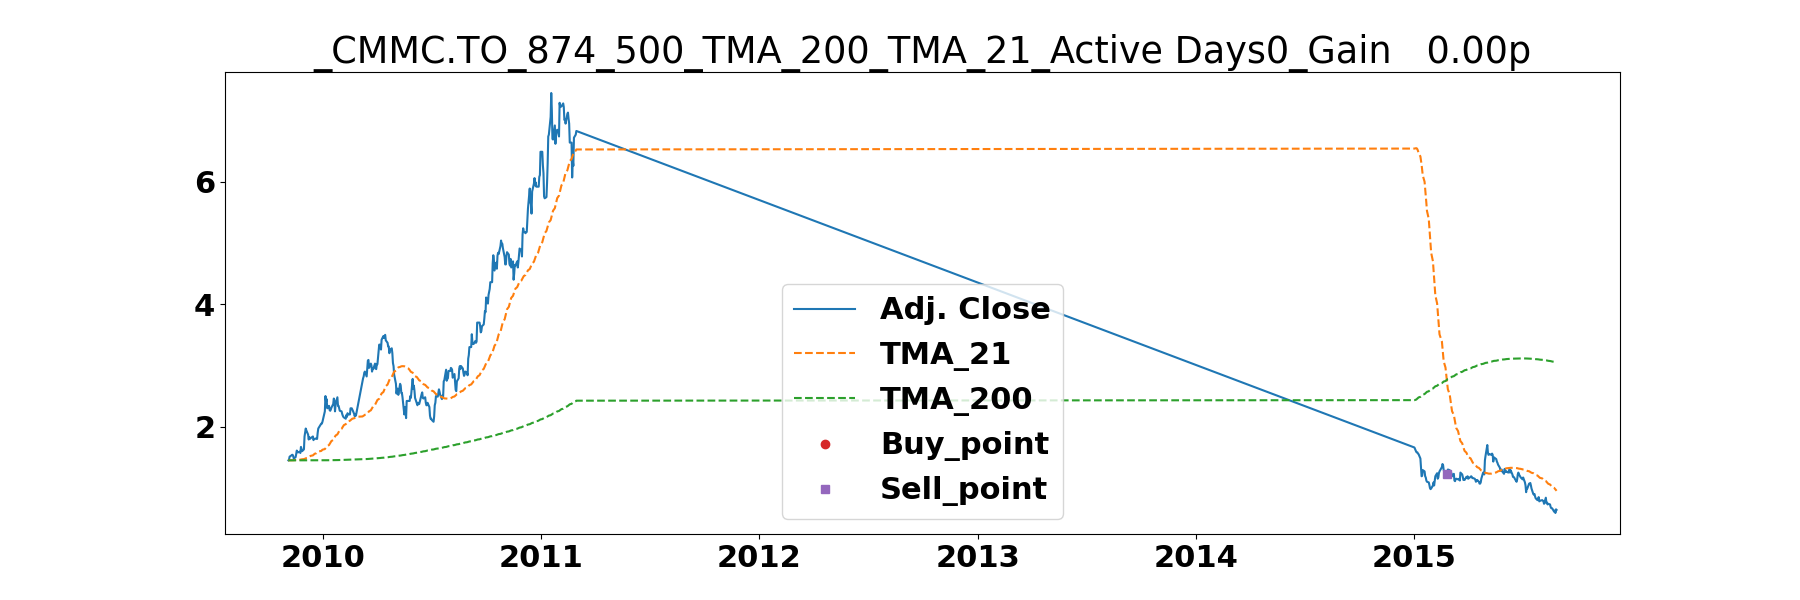 _CMMC.TO_874_500_TMA_200_TMA_21_Active Days0_Gain   0.00p
6
4
2
Adj. Close
TMA_21
TMA_200
Buy_point
Sell_point
2010 2011 2012 2013 2014 2015